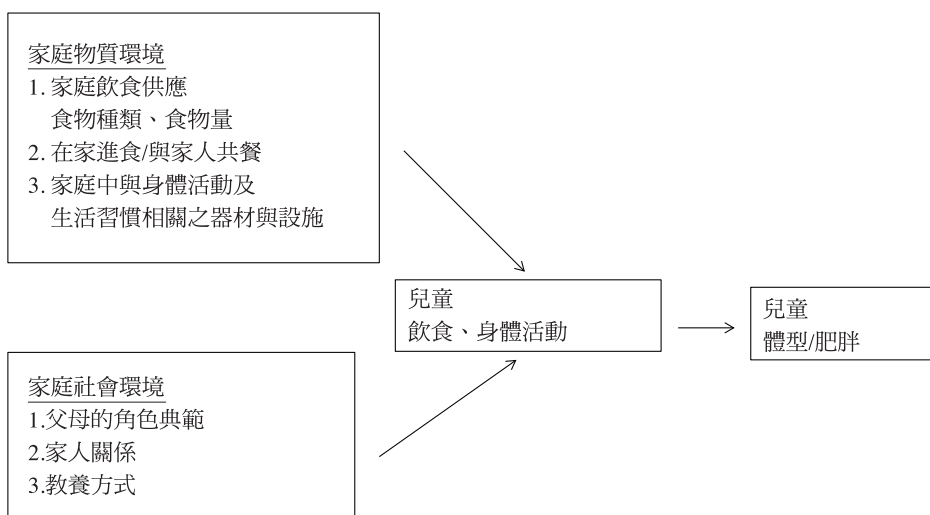 家庭物質環境
1. 家庭飲食供應
食物種類、食物量
2. 在家進食/與家人共餐
3. 家庭中與身體活動及
生活習慣相關之器材與設施
兒童
飲食、身體活動
兒童
體型/肥胖
家庭社會環境
1.父母的角色典範
2.家人關係
3.教養方式